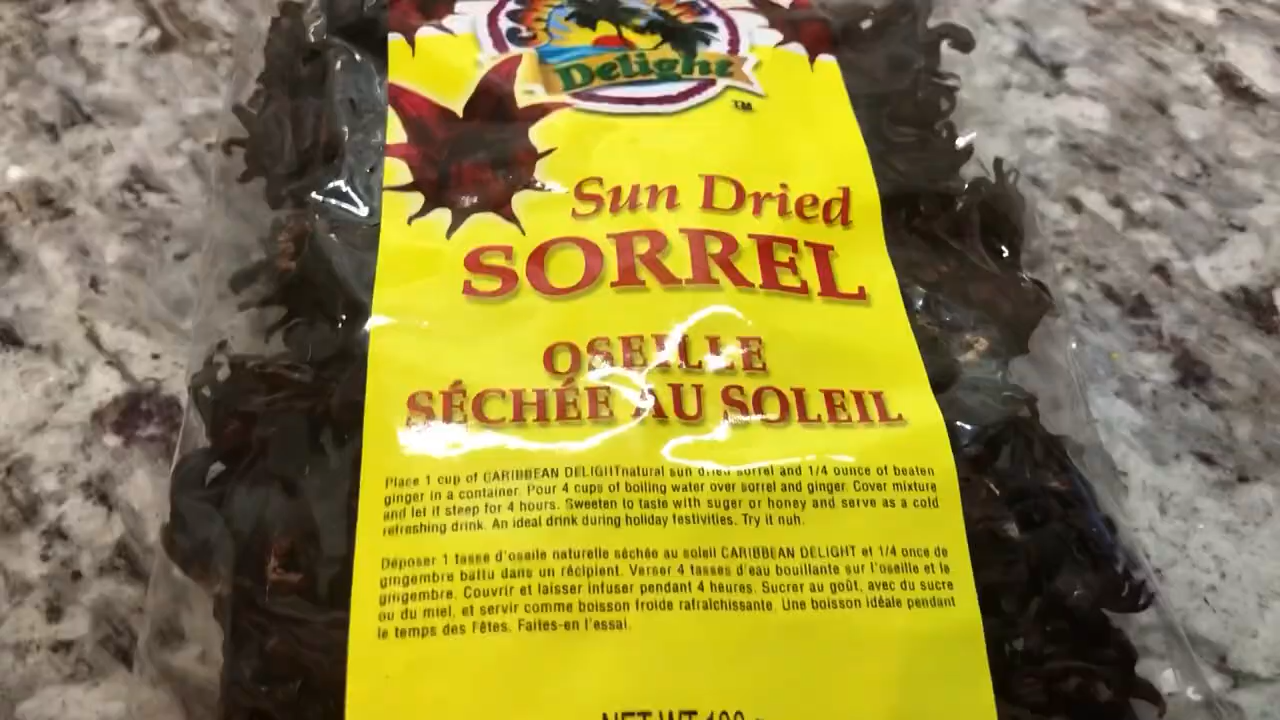 Delight
TM
Sun Dried
SORREL
OSEILLE
SÉCHÉE AU SOLEIL
Place 1 cup of CARIBBEAN DELIGHTnatural sun dried sorrel and 1/4 ounce of beaten
ginger in a container. Pour 4 cups of boiling water over sorrel and ginger. Cover mixture
and let it steep for 4 hours. Sweeten to taste with suger or honey and serve as a cold
refreshing drink. An ideal drink during holiday festivities. Try it nuh.
Déposer 1 tasse d'oseile naturelle séchée au soleil CARIBBEAN DELIGHT et 1/4 once de
gingembre battu dans un récipient. Verser 4 tasses d'eau bouillante sur l'oseille et le
gingembre. Couvrir et laisser infuser pendant 4 heures. Sucrer au goût, avec du sucre
ou du miel, et servir comme boisson froide rafraîchissante. Une boisson idéale pendant
le temps des Fêtes. Faites-en l'essai.
NET WT